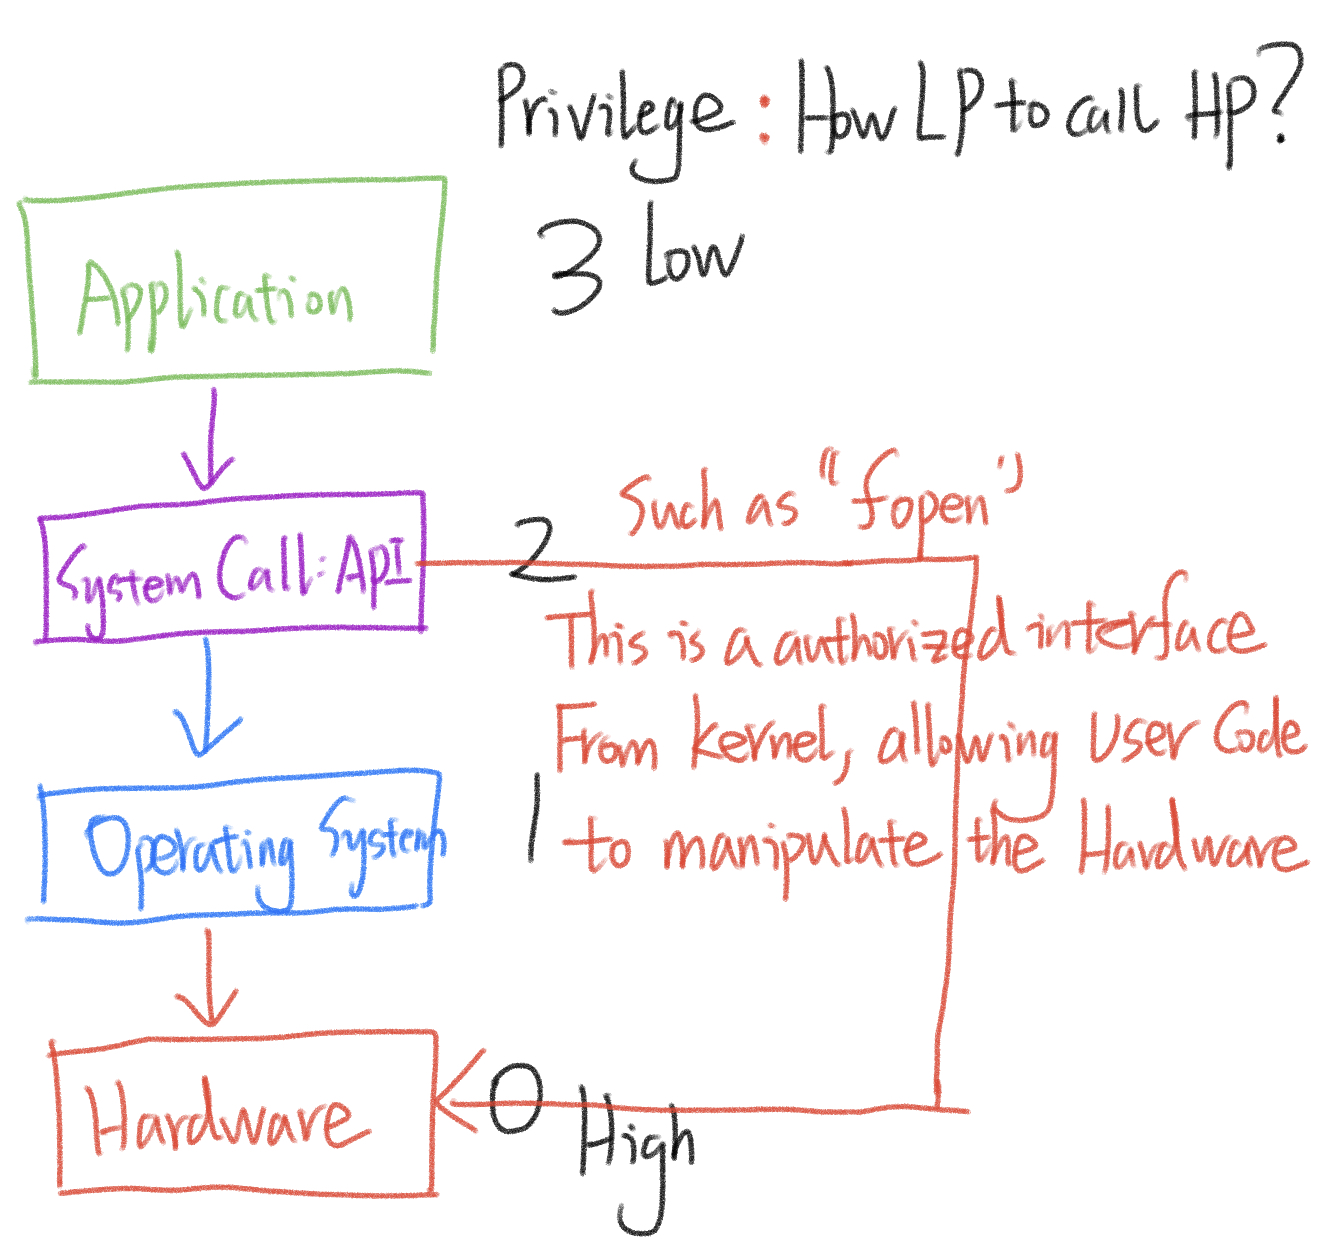 Privilege : How LP to call HP?
3 Low
Application
Such as "fopen"
2
System Call : ApI
This is a authorized interface
From kernel, allowing user Code
to manipulate the Hardware
1
Operating System
0
High
Hardware